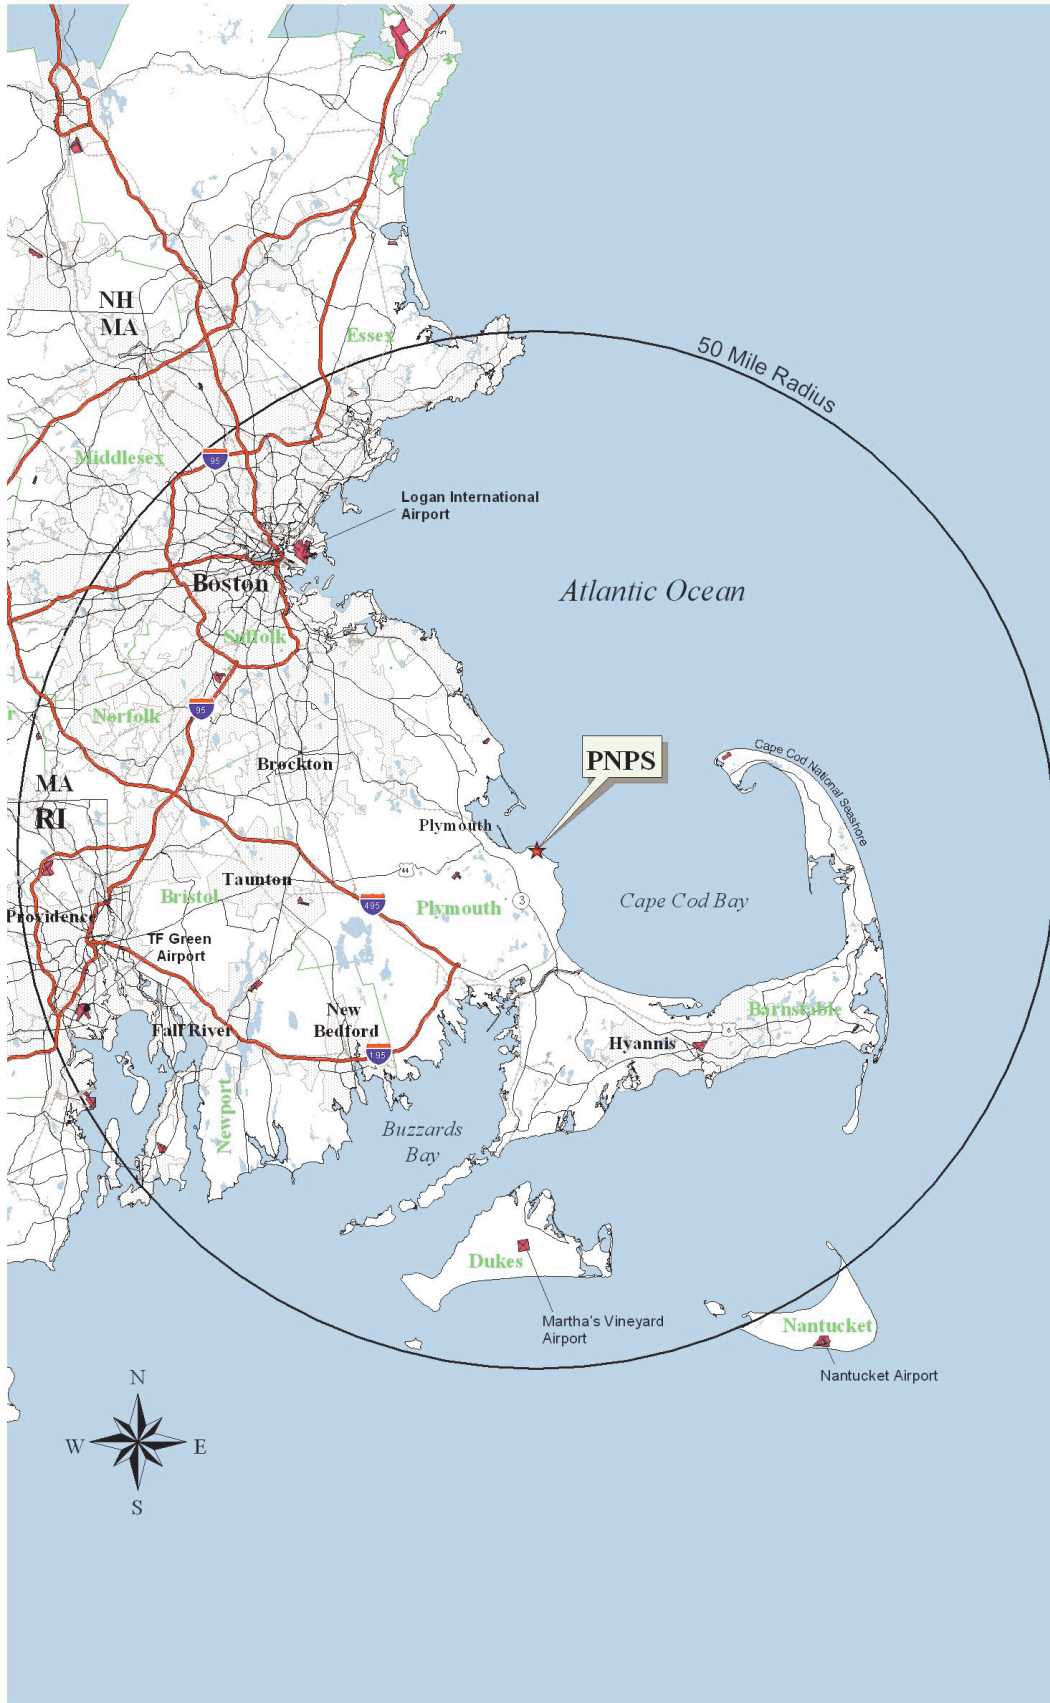 NH
MA
Essex
50 Mile Radius
Middlesex
95
Logan International
Airport
Boston
Atlantic Ocean
Suffolk
95
r
Norfolk
MA
RI
Brockton
PNPS
Cape Cod National Seashore
Plymouth
44
Taunton
495
Bristol
Plymouth
3
Cape Cod Bay
Providence
TF Green
Airport
Fall River
New
Bedford
195
Barnstable
6
Hyannis
Newport
Buzzards
Bay
Dukes
Martha's Vineyard
Airport
Nantucket
Nantucket Airport
N
W
E
S